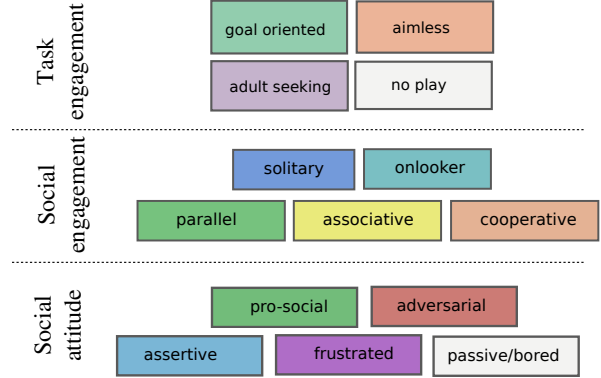 Task
engagement
goal oriented
aimless
adult seeking
no play
Social
engagement
solitary
onlooker
parallel
associative
cooperative
Social
attitude
pro-social
adversarial
assertive
frustrated
passive/bored